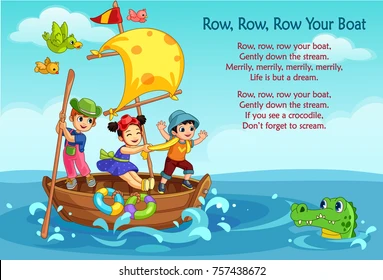 Row, Row, Row Your Boat
Row, row, row your boat,
Gently down the stream.
Merrily, merrily, merrily, merrily,
Life is but a dream.
Row, row, row your boat,
Gently down the stream.
If you see a crocodile,
Don't forget to scream.
shutterstock.com · 757438672